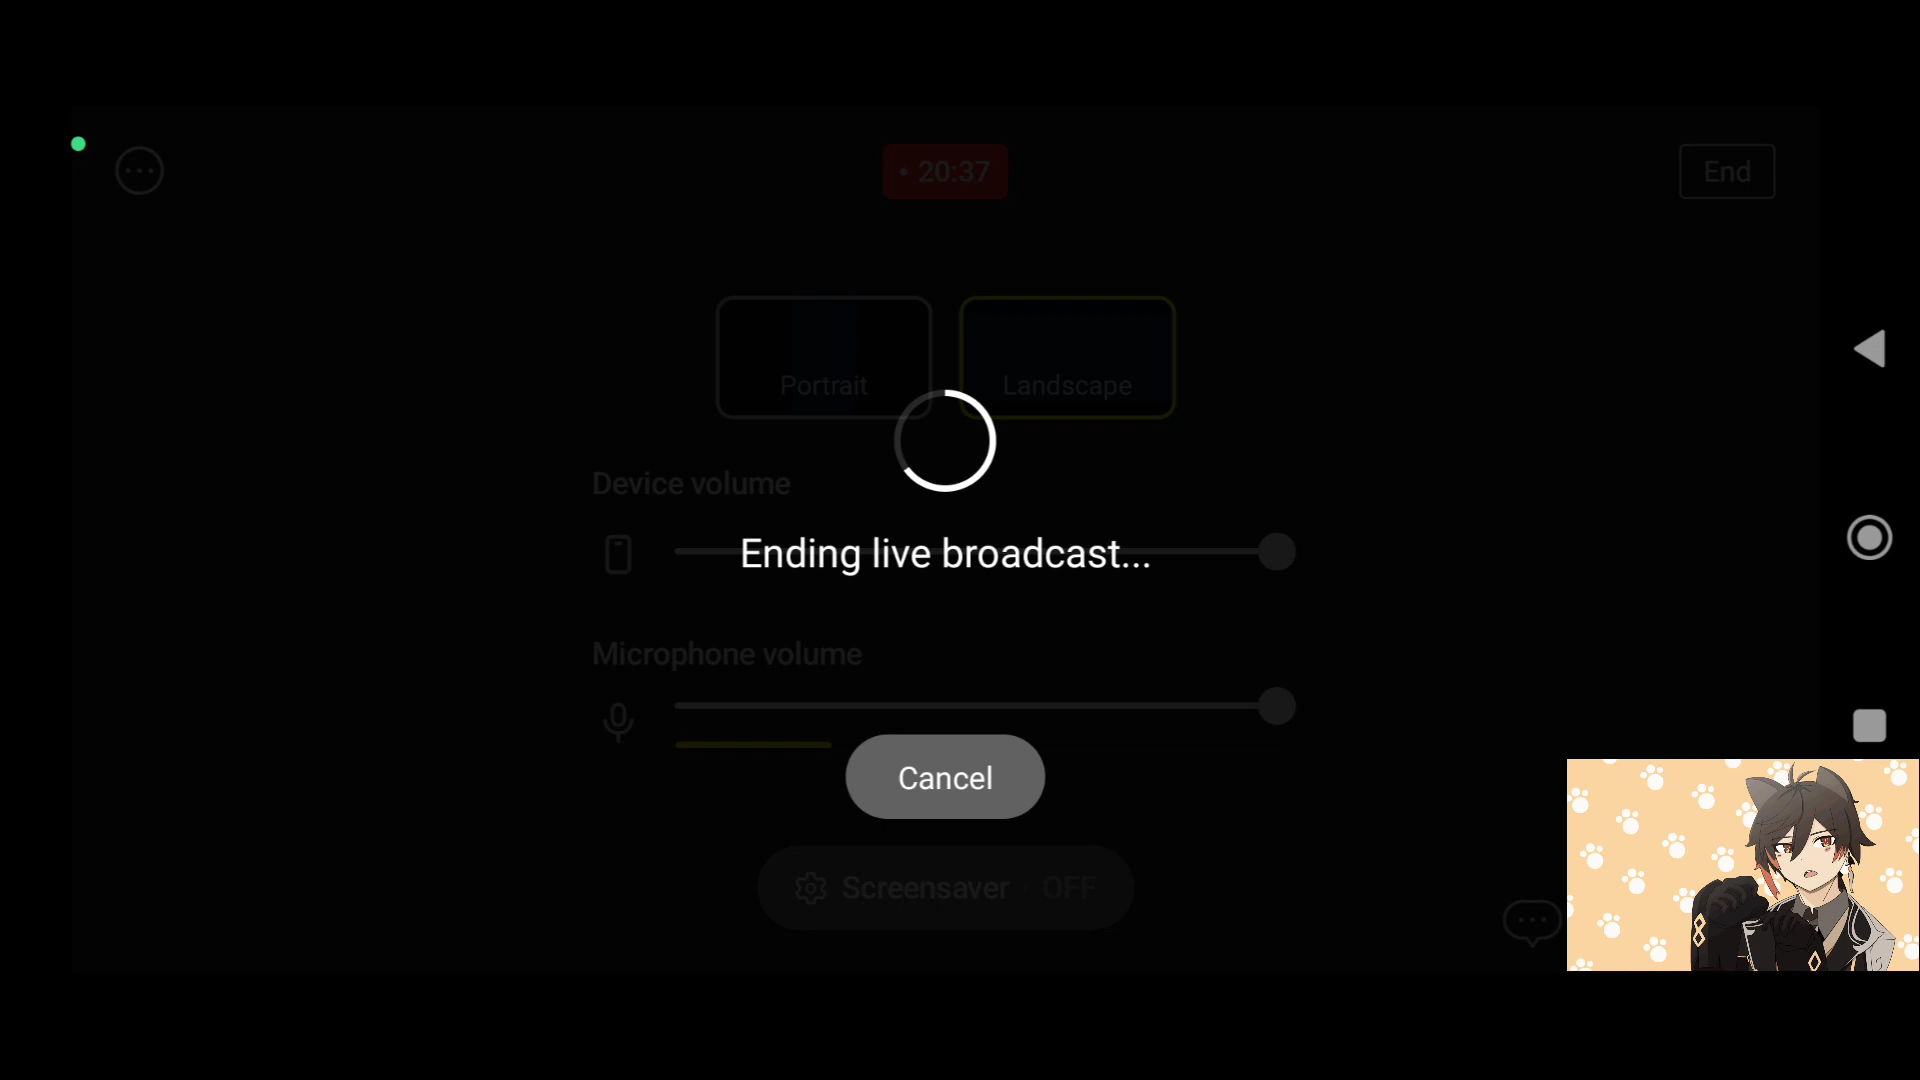 • 20:37
End
Portrait
Landscape
Device volume
Ending live broadcast...
Microphone volume
Cancel
Screensaver · OFF